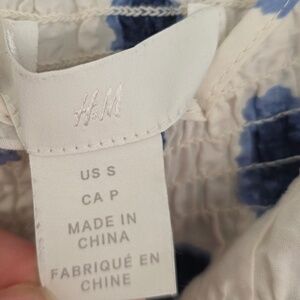 H&M
US S
CA P
MADE IN
CHINA
FABRIQUÉ EN
CHINE